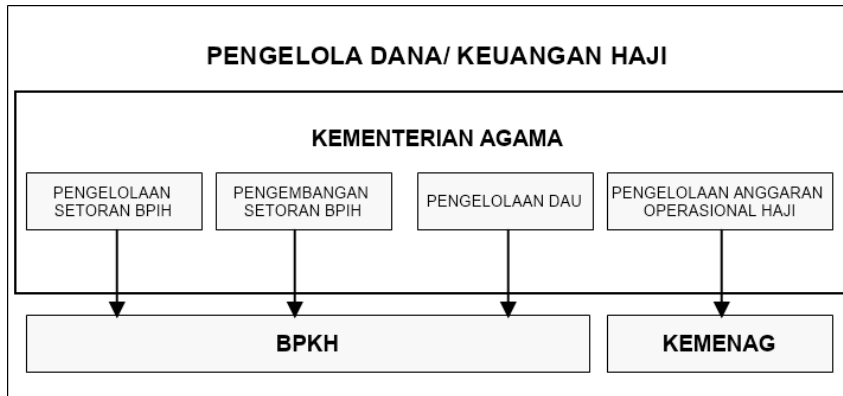 PENGELOLA DANA/ KEUANGAN HAJI
KEMENTERIAN AGAMA
PENGELOLAAN
SETORAN BPIH
PENGEMBANGAN
SETORAN BPIH
PENGELOLAAN DAU
PENGELOLAAN ANGGARAN
OPERASIONAL HAJI
BPKH
KEMENAG